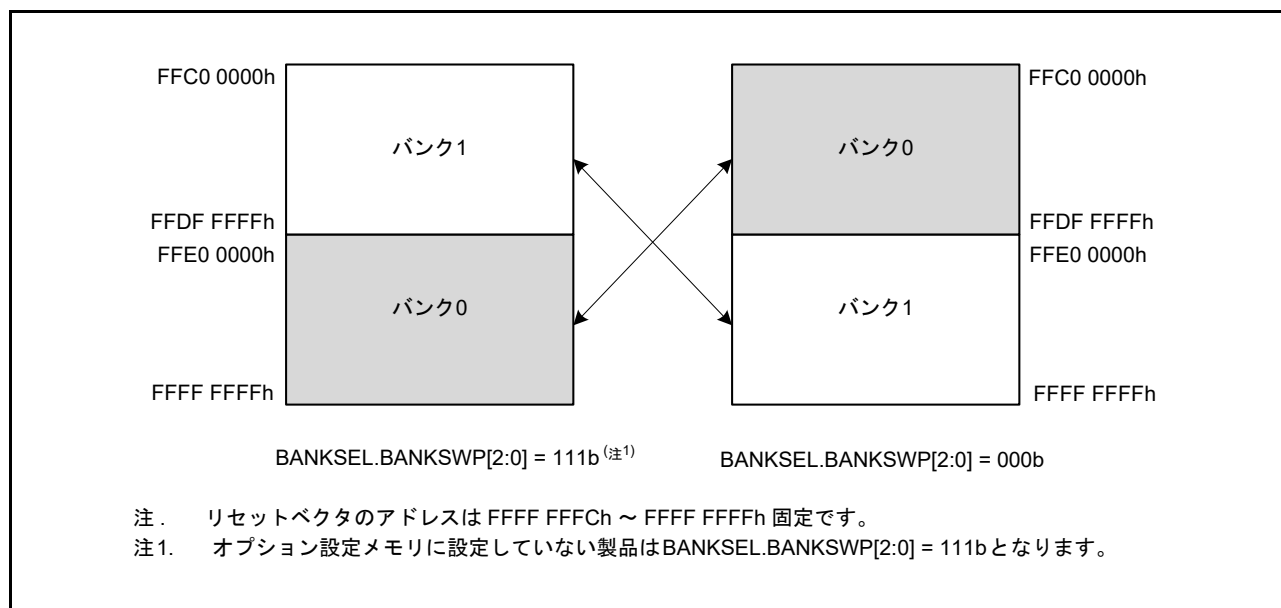 FFC0 0000h
バンク1
FFDF FFFFh
FFE0 0000h
バンク0
FFFF FFFFh
BANKSEL.BANKSWP[2:0] = 111b(注1)
FFC0 0000h
バンク0
FFDF FFFFh
FFE0 0000h
バンク1
FFFF FFFFh
BANKSEL.BANKSWP[2:0] = 000b
注 . リセットベクタのアドレスは FFFF FFFCh ～ FFFF FFFFh 固定です。
注1. オプション設定メモリに設定していない製品はBANKSEL.BANKSWP[2:0] = 111bとなります。